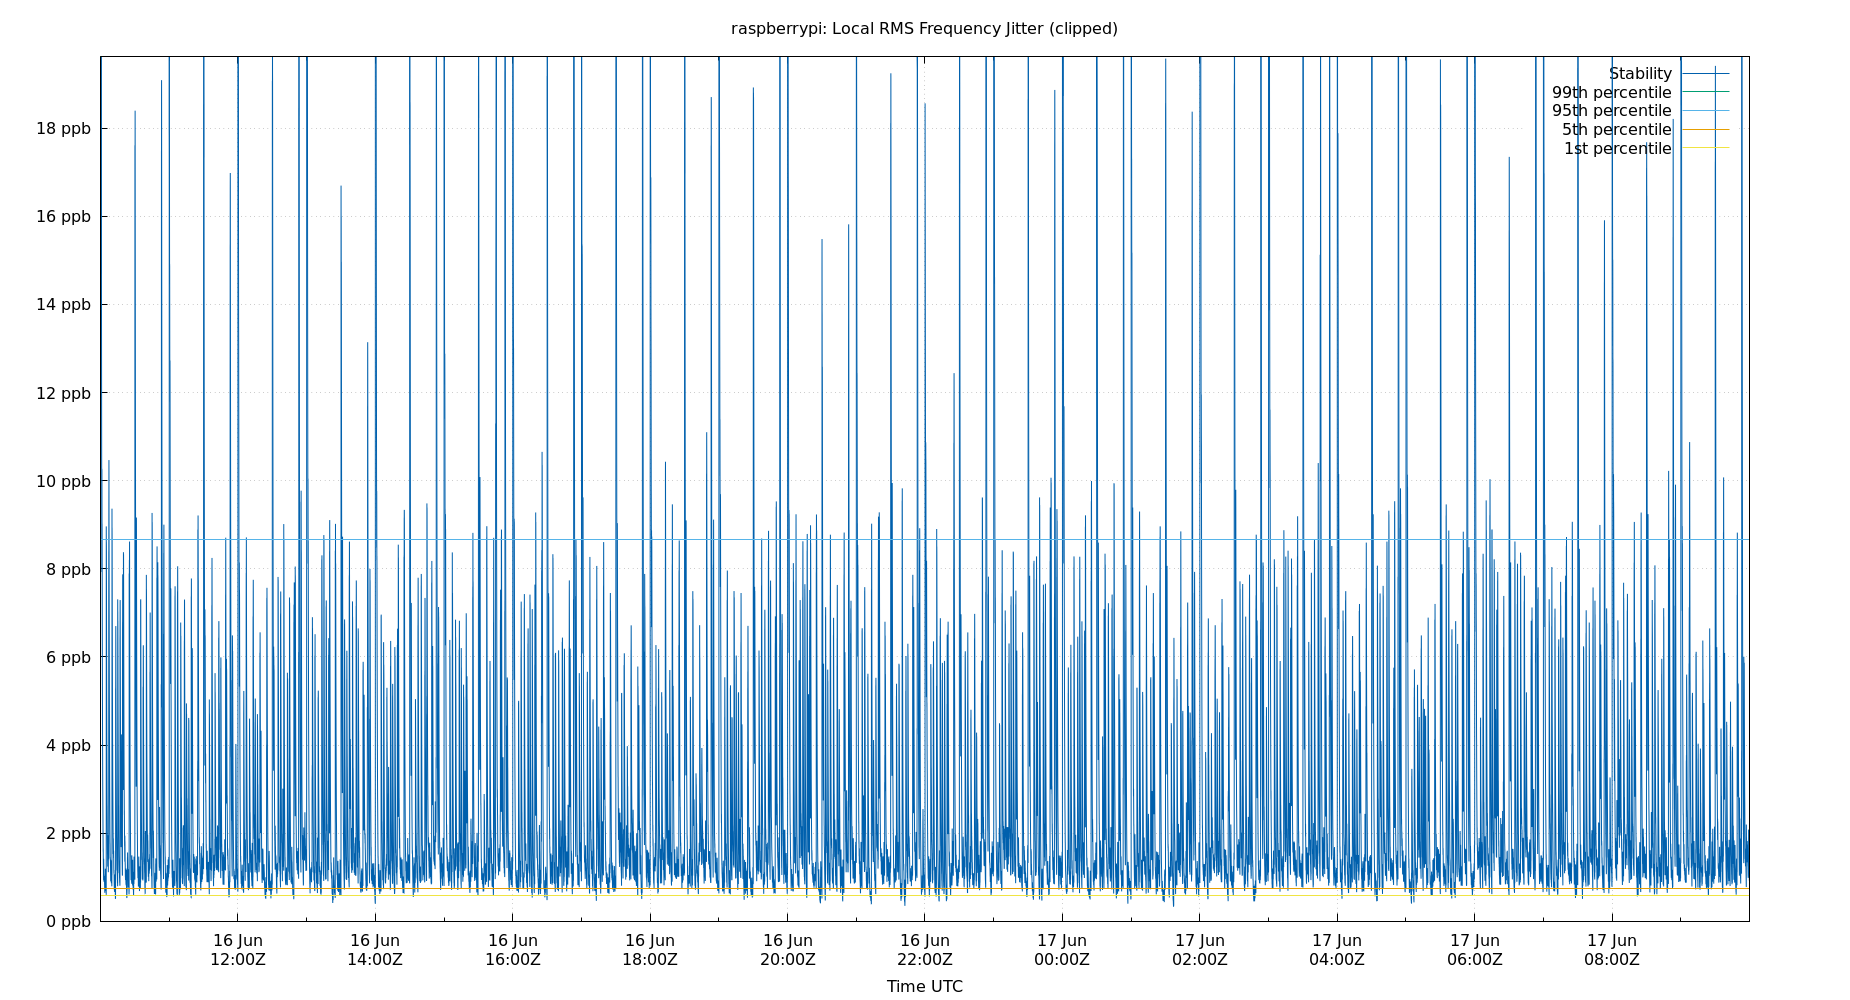 raspberrypi: Local RMS Frequency Jitter (clipped)
Stability
99th percentile
95th percentile
5th percentile
1st percentile
18 ppb
16 ppb
14 ppb
12 ppb
10 ppb
8 ppb
6 ppb
4 ppb
2 ppb
0 ppb
16 Jun 16 Jun 16 Jun 16 Jun 16 Jun 16 Jun 17 Jun 17 Jun 17 Jun 17 Jun 17 Jun
12:00Z 14:00Z 16:00Z 18:00Z 20:00Z 22:00Z 00:00Z 02:00Z 04:00Z 06:00Z 08:00Z
Time UTC